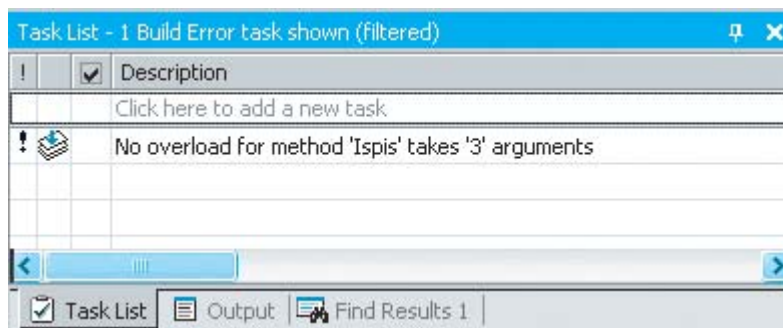 Task List - 1 Build Error task shown (filtered)
! Description
Click here to add a new task
! No overload for method 'Ispis' takes '3' arguments
Task List Output Find Results 1